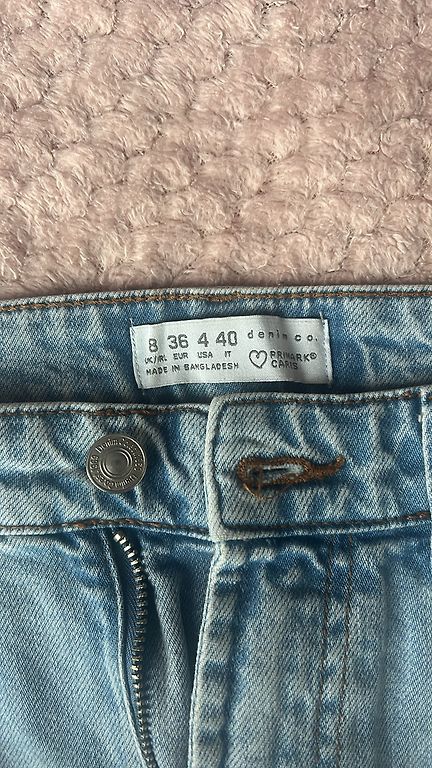 8 36 4 40 denim co.
UK/IRL EUR USA IT
MADE IN BANGLADESH
PRIMARK®
CARES